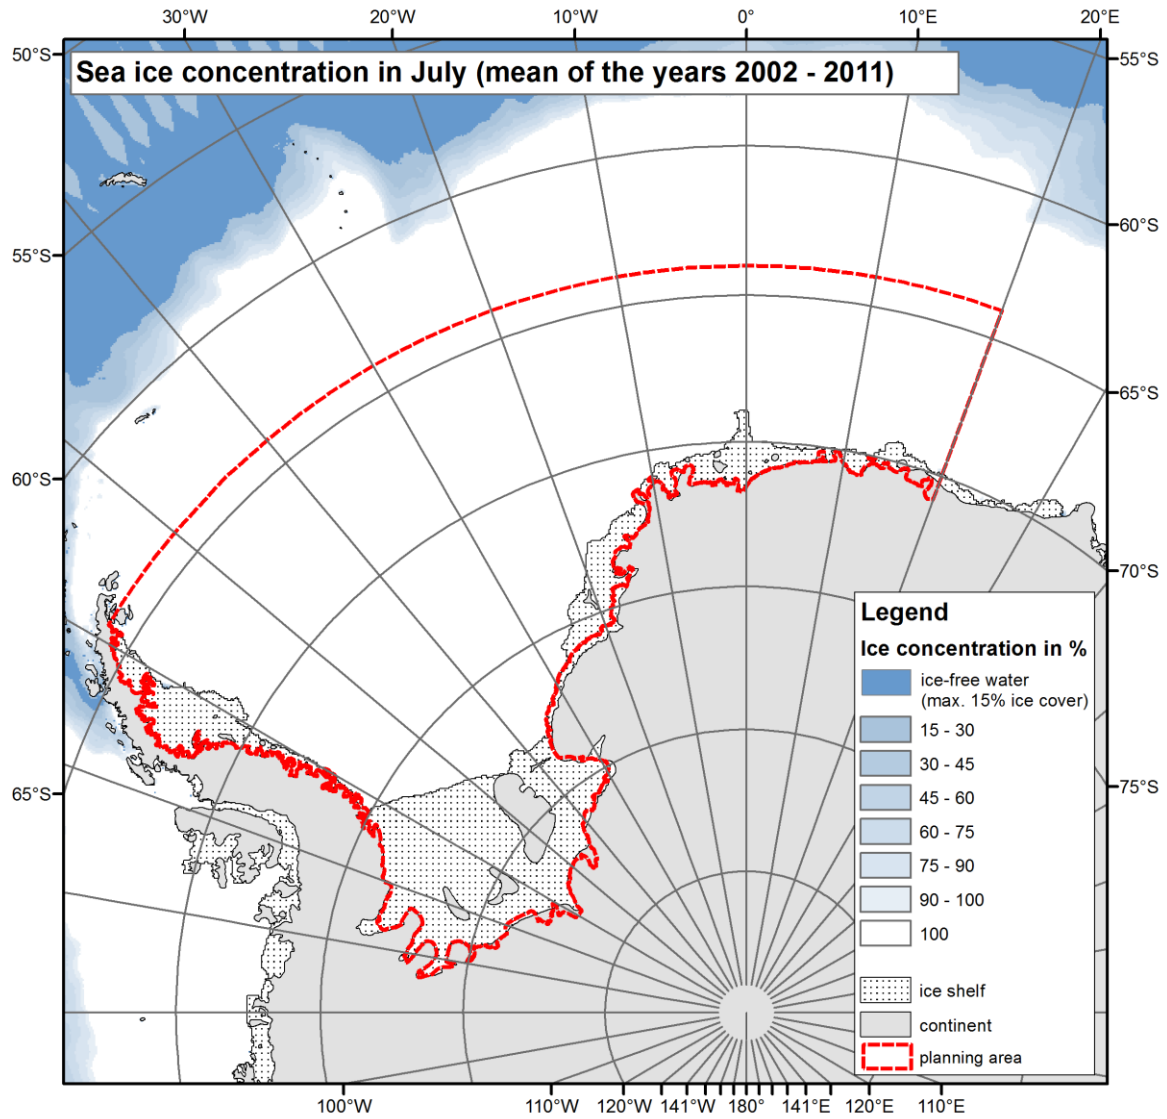 30°W 20°W 10°W 0° 10°E 20°E
50°S
55°S
Sea ice concentration in July (mean of the years 2002 - 2011)
60°S
55°S
65°S
60°S
70°S
Legend
Ice concentration in %
ice-free water
(max. 15% ice cover)
15 - 30
30 - 45
45 - 60
60 - 75
75 - 90
90 - 100
100
ice shelf
continent
planning area
65°S
75°S
100°W 110°W 120°W 141°W 180° 141°E 120°E 110°E